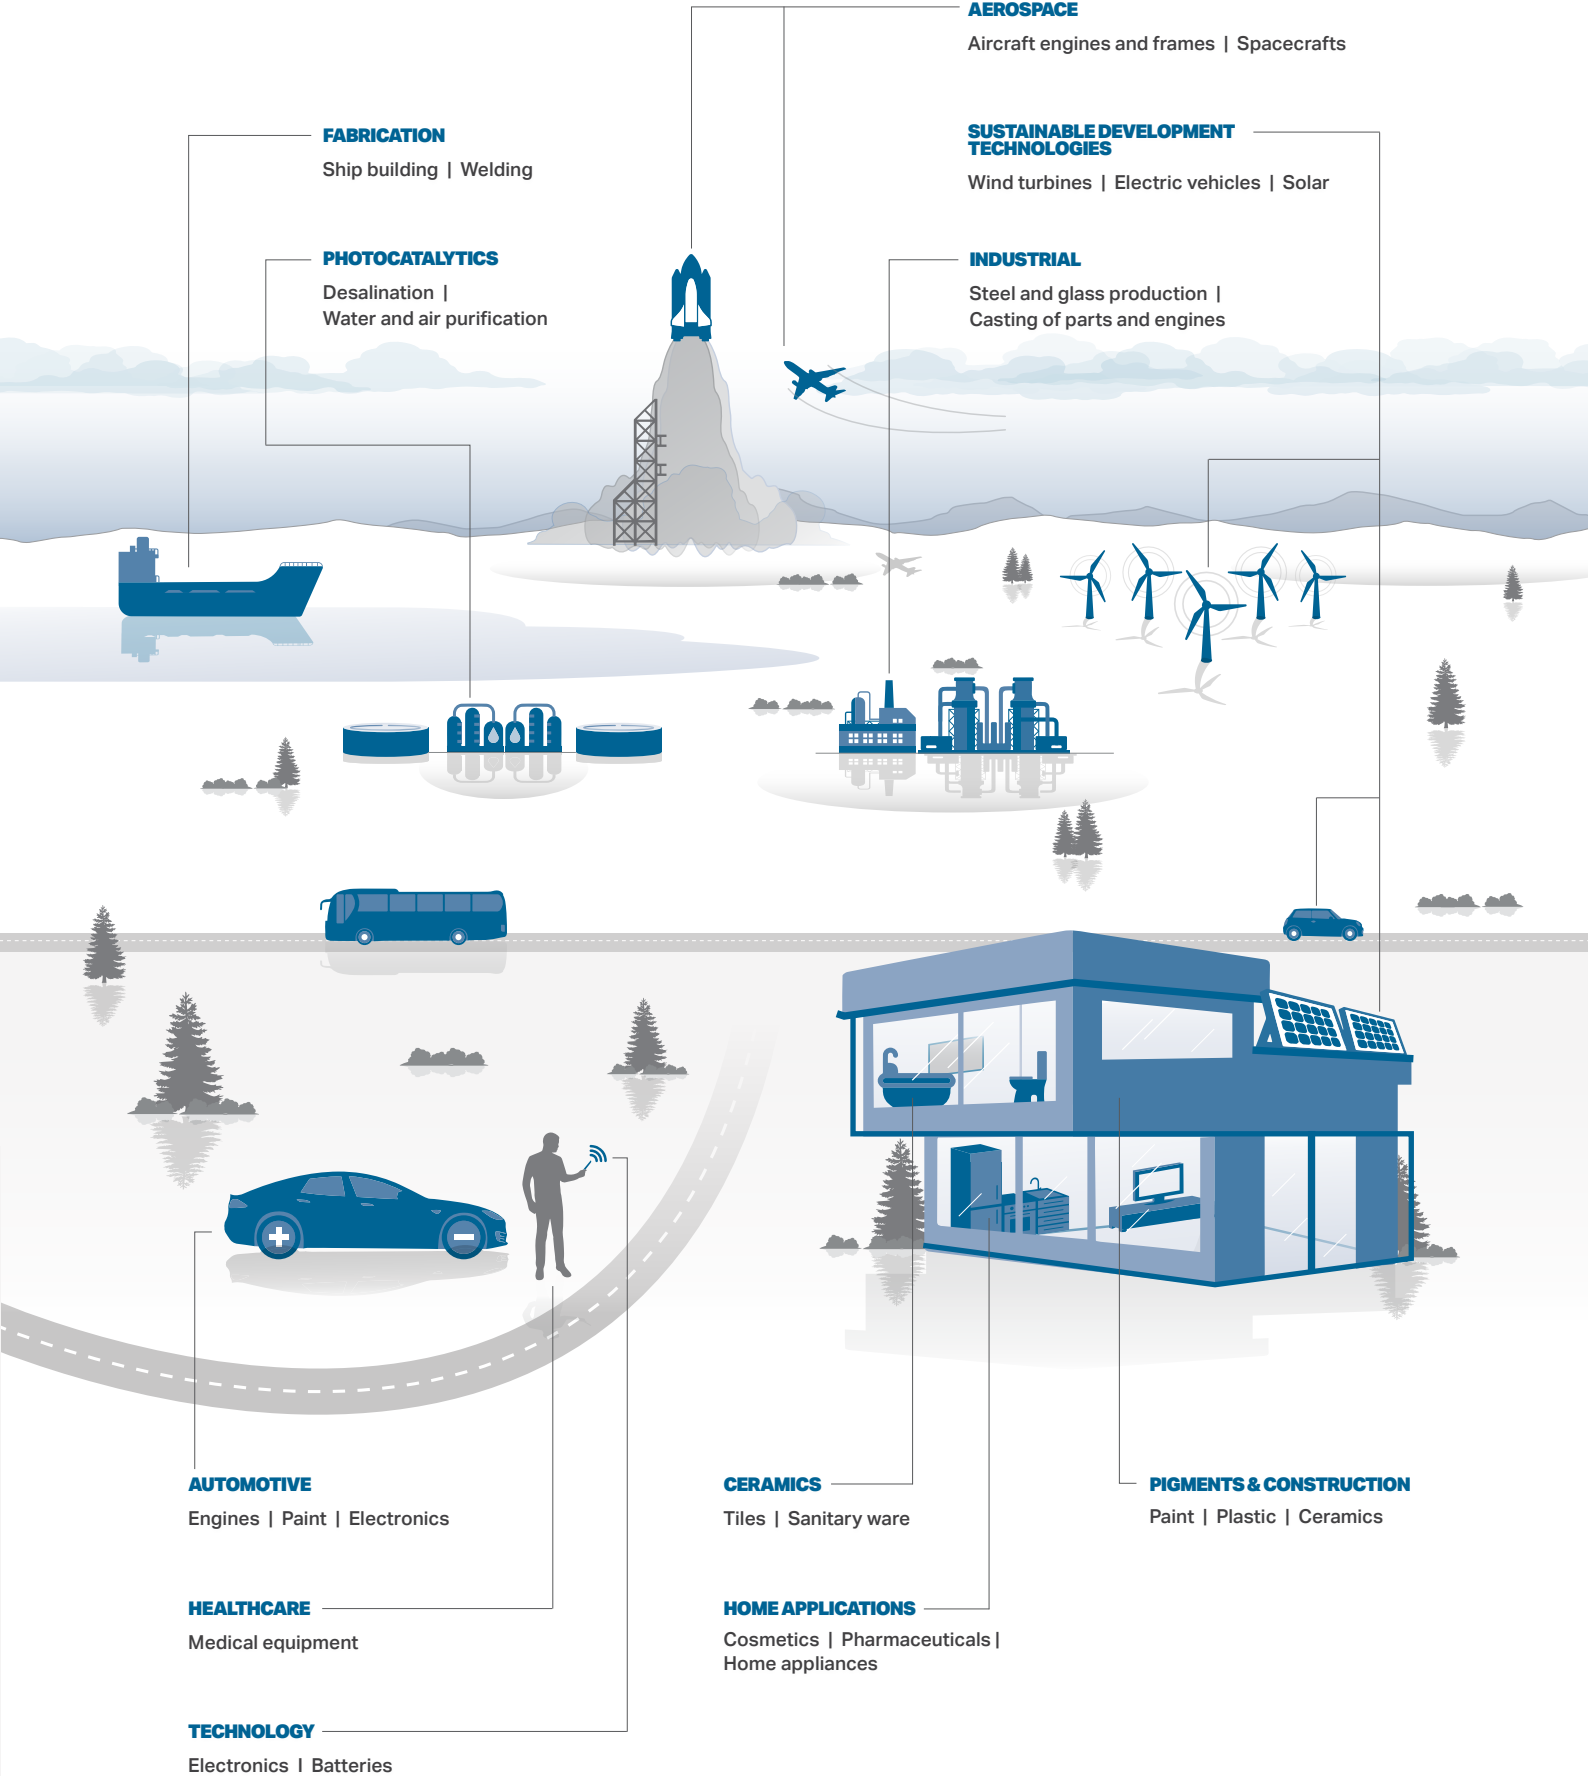 AEROSPACE
Aircraft engines and frames | Spacecrafts
FABRICATION
Ship building | Welding
SUSTAINABLE DEVELOPMENT
TECHNOLOGIES
Wind turbines | Electric vehicles | Solar
PHOTOCATALYTICS
Desalination |
Water and air purification
INDUSTRIAL
Steel and glass production |
Casting of parts and engines
AUTOMOTIVE
Engines | Paint | Electronics
CERAMICS
Tiles | Sanitary ware
PIGMENTS & CONSTRUCTION
Paint | Plastic | Ceramics
HEALTHCARE
Medical equipment
HOME APPLICATIONS
Cosmetics | Pharmaceuticals |
Home appliances
TECHNOLOGY
Electronics I Batteries